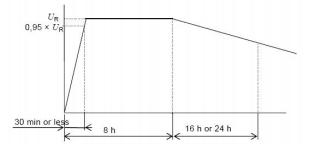 U_R
0,95 × U_R
30 min or less
8 h
16 h or 24 h